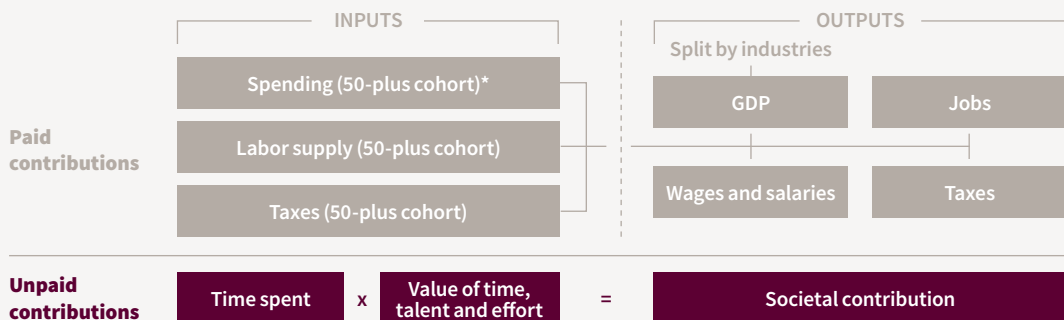 INPUTS
OUTPUTS
Split by industries
Paid
contributions
Spending (50-plus cohort)*
Labor supply (50-plus cohort)
Taxes (50-plus cohort)
GDP
Jobs
Wages and salaries
Taxes
Unpaid
contributions
Time spent
x
Value of time,
talent and effort
=
Societal contribution